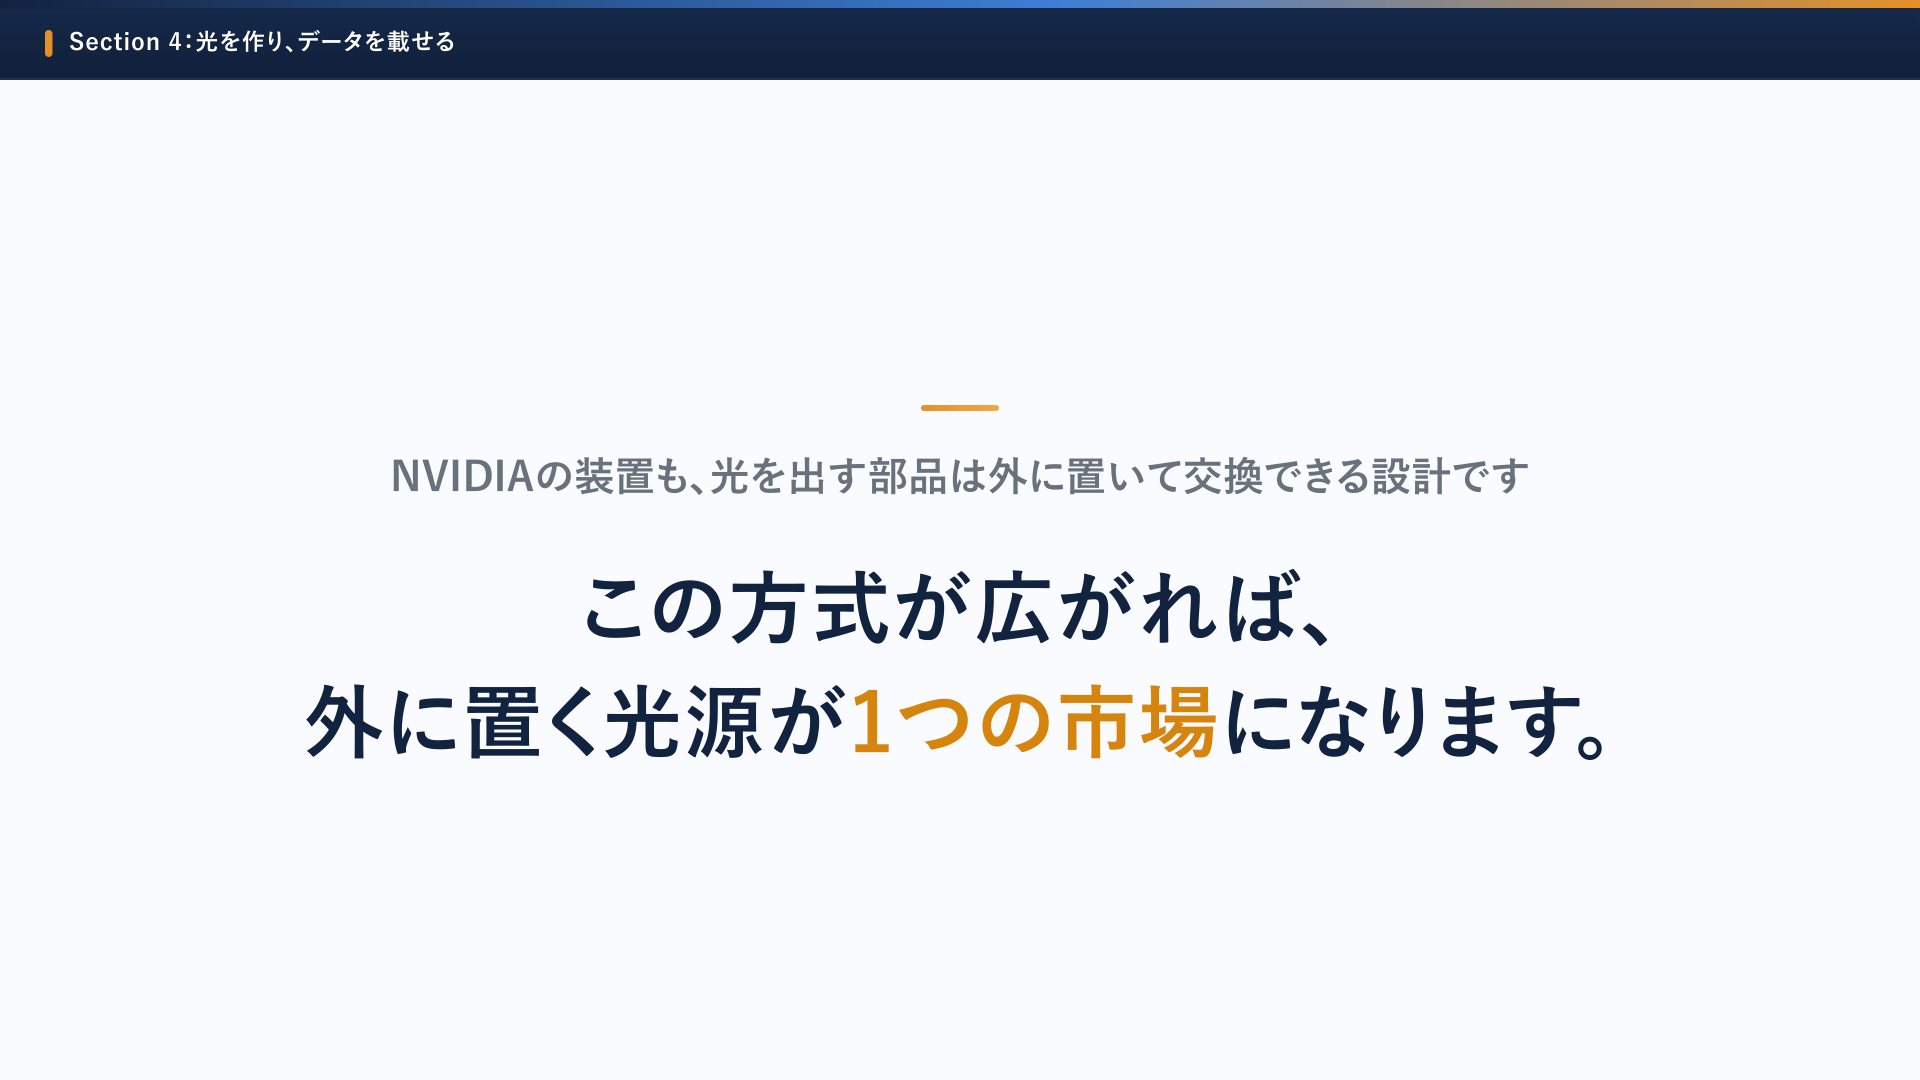 Section 4：光を作り、データを載せる
NVIDIAの装置も、光を出す部品は外に置いて交換できる設計です
この方式が広がれば、
外に置く光源が1つの市場になります。